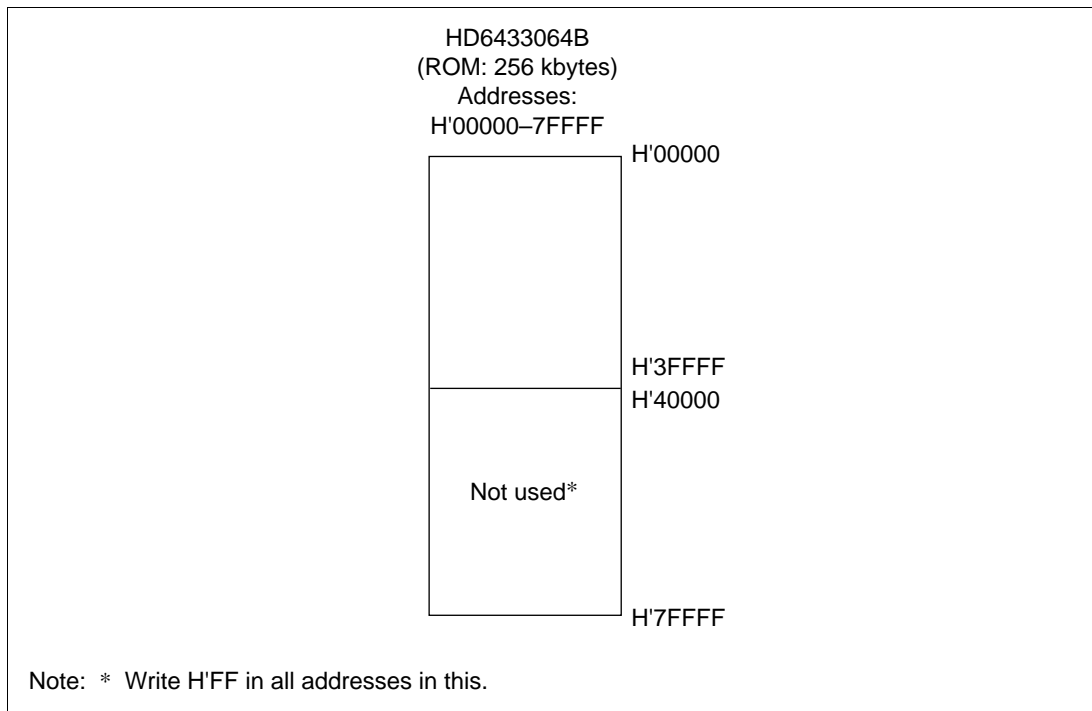 HD6433064B
(ROM: 256 kbytes)
Addresses:
H'00000–7FFFF
H'00000
H'3FFFF
H'40000
Not used*
H'7FFFF
Note: * Write H'FF in all addresses in this.